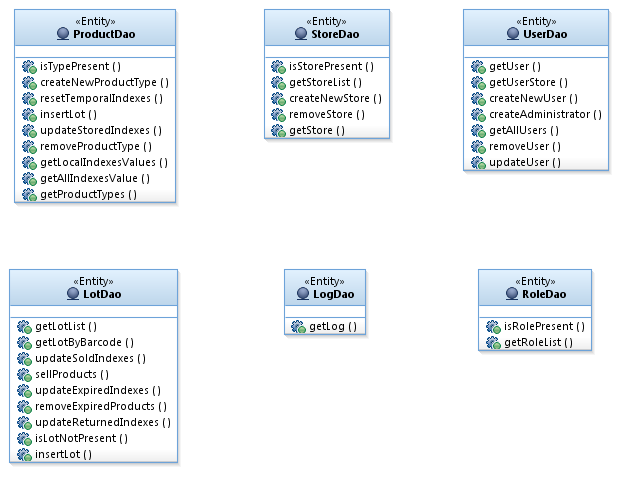 «Entity»
ProductDao
isTypePresent ( )
createNewProductType ( )
resetTemporalIndexes ( )
insertLot ( )
updateStoredIndexes ( )
removeProductType ( )
getLocalIndexesValues ( )
getAllIndexesValue ( )
getProductTypes ( )
«Entity»
StoreDao
isStorePresent ( )
getStoreList ( )
createNewStore ( )
removeStore ( )
getStore ( )
«Entity»
UserDao
getUser ( )
getUserStore ( )
createNewUser ( )
createAdministrator ( )
getAllUsers ( )
removeUser ( )
updateUser ( )
«Entity»
LotDao
getLotList ( )
getLotByBarcode ( )
updateSoldIndexes ( )
sellProducts ( )
updateExpiredIndexes ( )
removeExpiredProducts ( )
updateReturnedIndexes ( )
isLotNotPresent ( )
insertLot ( )
«Entity»
LogDao
getLog ( )
«Entity»
RoleDao
isRolePresent ( )
getRoleList ( )